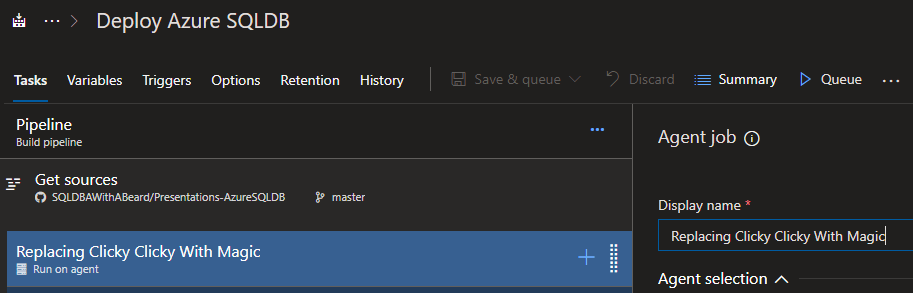 Deploy Azure SQLDB
Tasks Variables Triggers Options Retention History Save & queue Discard Summary Queue
Pipeline
Build pipeline
Agent job
Get sources
SQLDBAWithABeard/Presentations-AzureSQLDB master
Display name *
Replacing Clicky Clicky With Magic
Replacing Clicky Clicky With Magic
Run on agent
Agent selection